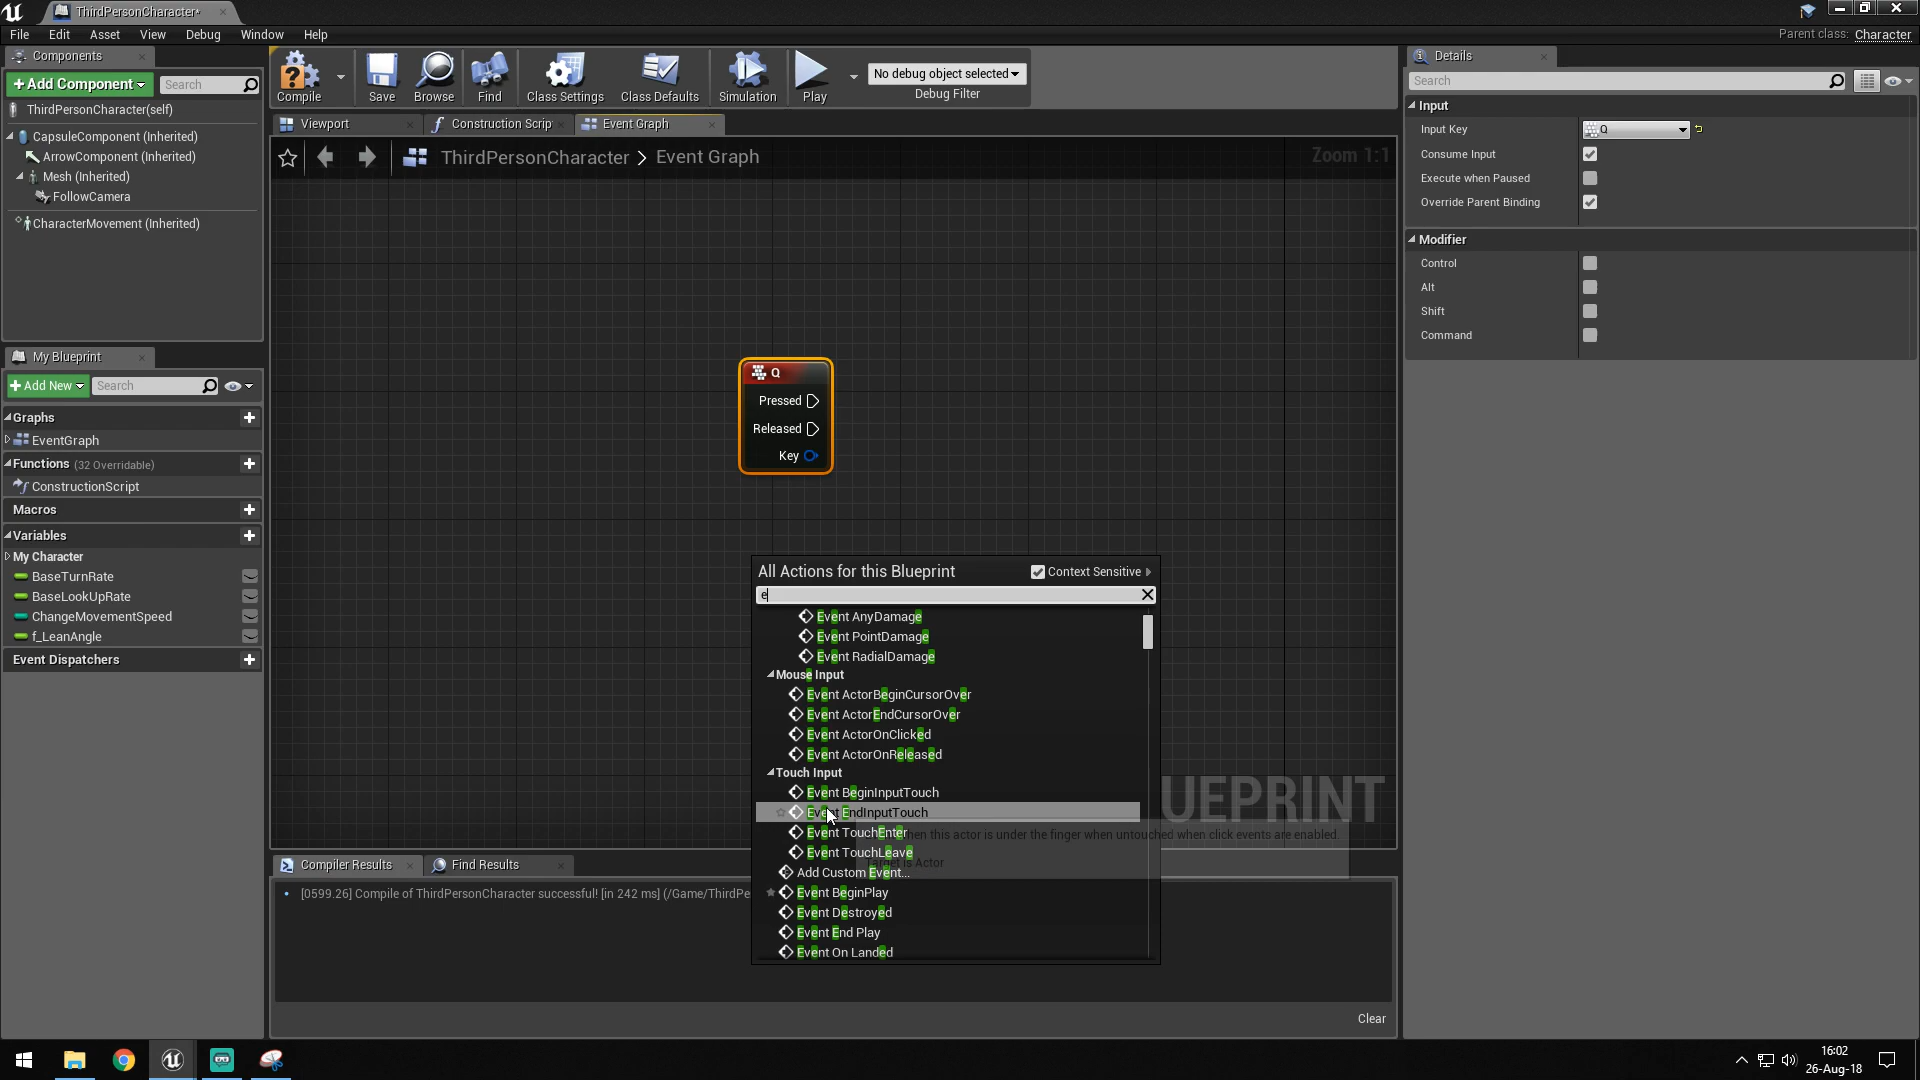 ThirdPersonCharacter*
File Edit Asset View Debug Window Help
Parent class: Character
Components
+Add Component
Search
ThirdPersonCharacter(self)
CapsuleComponent (Inherited)
ArrowComponent (Inherited)
Mesh (Inherited)
FollowCamera
CharacterMovement (Inherited)
Compile
Save
Browse
Find
Class Settings
Class Defaults
Simulation
Play
No debug object selected
Debug Filter
Viewport
Construction Scrip
Event Graph
ThirdPersonCharacter > Event Graph
Zoom 1:1
My Blueprint
+Add New
Search
Graphs
EventGraph
Functions (32 Overridable)
ConstructionScript
Macros
Variables
My Character
BaseTurnRate
BaseLookUpRate
ChangeMovementSpeed
f_LeanAngle
Event Dispatchers
Q
Pressed
Released
Key
All Actions for this Blueprint
Context Sensitive
e
Event AnyDamage
Event PointDamage
Event RadialDamage
Mouse Input
Event ActorBeginCursorOver
Event ActorEndCursorOver
Event ActorOnClicked
Event ActorOnReleased
Touch Input
Event BeginInputTouch
Event EndInputTouch
Event TouchEnter
Event TouchLeave
Add Custom Event...
Event BeginPlay
Event Destroyed
Event End Play
Event On Landed
when this actor is under the finger when untouched when click events are enabled.
Target is Actor
UEPRINT
Compiler Results
Find Results
[0599.26] Compile of ThirdPersonCharacter successful! [in 242 ms] (/Game/ThirdPe
Clear
Details
Search
Input
Input Key
Q
Consume Input
Execute when Paused
Override Parent Binding
Modifier
Control
Alt
Shift
Command
16:02
26-Aug-18